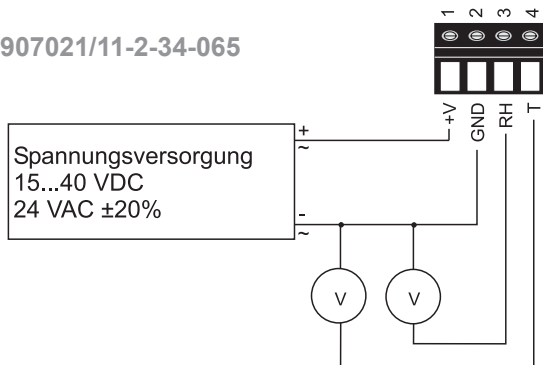 907021/11-2-34-065
1 2 3 4
+V GND RH T
Spannungsversorgung
15...40 VDC
24 VAC ±20%
+
~
-
~
V V